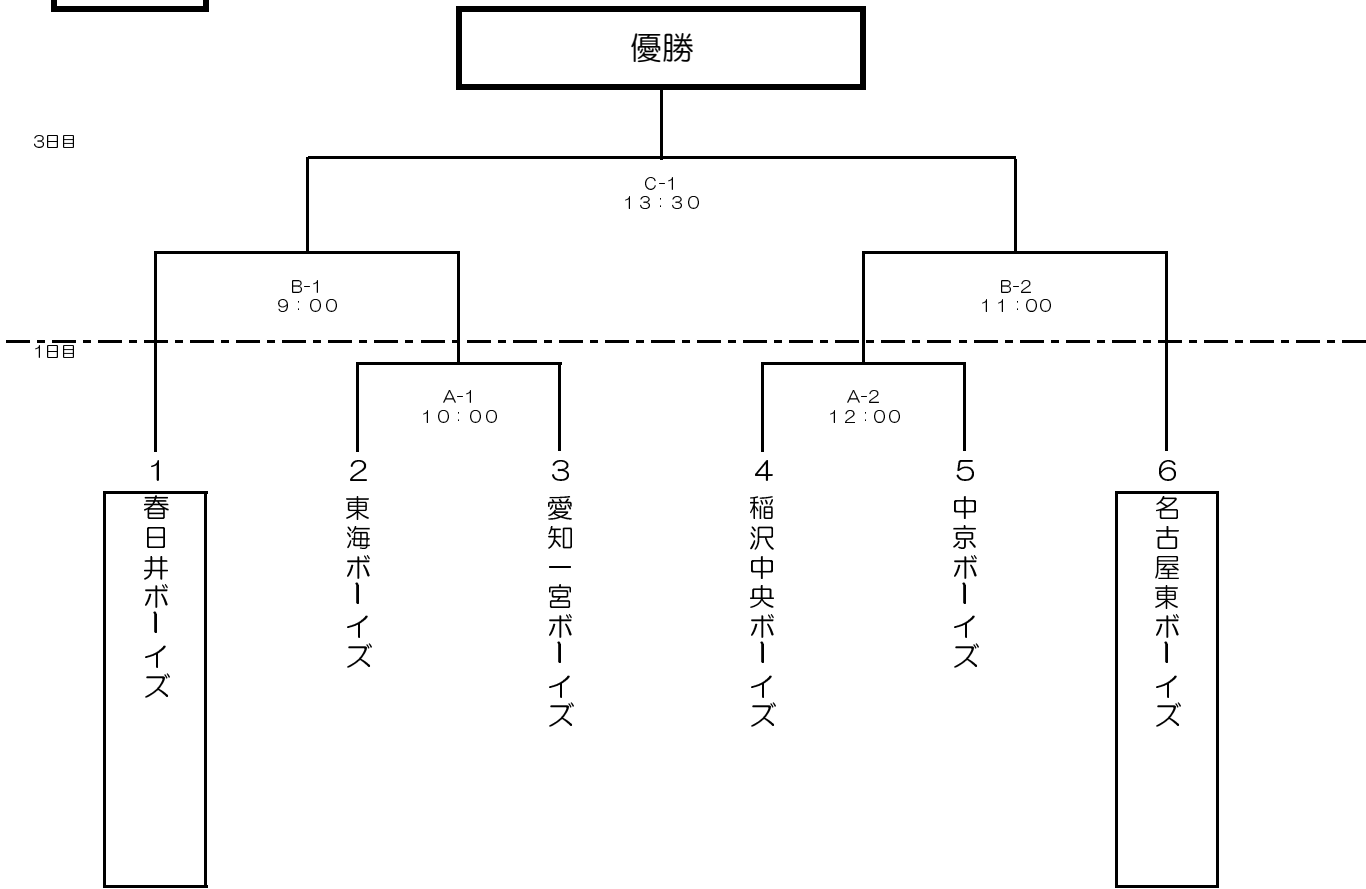 優勝
3日目
C-1
13:30
B-1
9:00
B-2
11:00
1日目
A-1
10:00
A-2
12:00
1
2
3
4
5
6
春日井ボーイズ
東海ボーイズ
愛知一宮ボーイズ
稲沢中央ボーイズ
中京ボーイズ
名古屋東ボーイズ